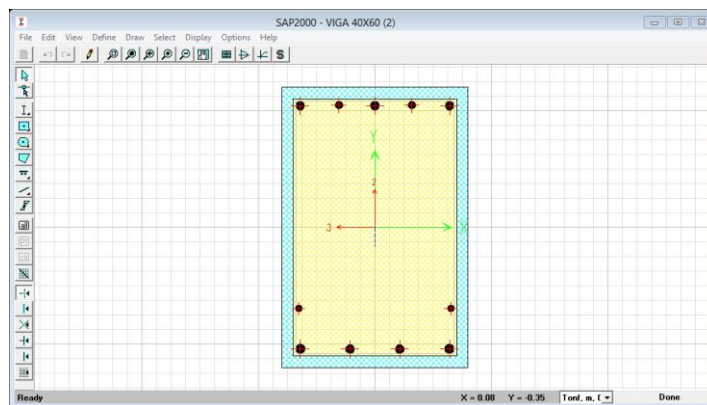 SAP2000 - VIGA 40X60 (2)
File Edit View Define Draw Select Display Options Help
Y
2
3
X
all
S
Ready X = 0.08 Y = -0.35 Tonf, m, C Done